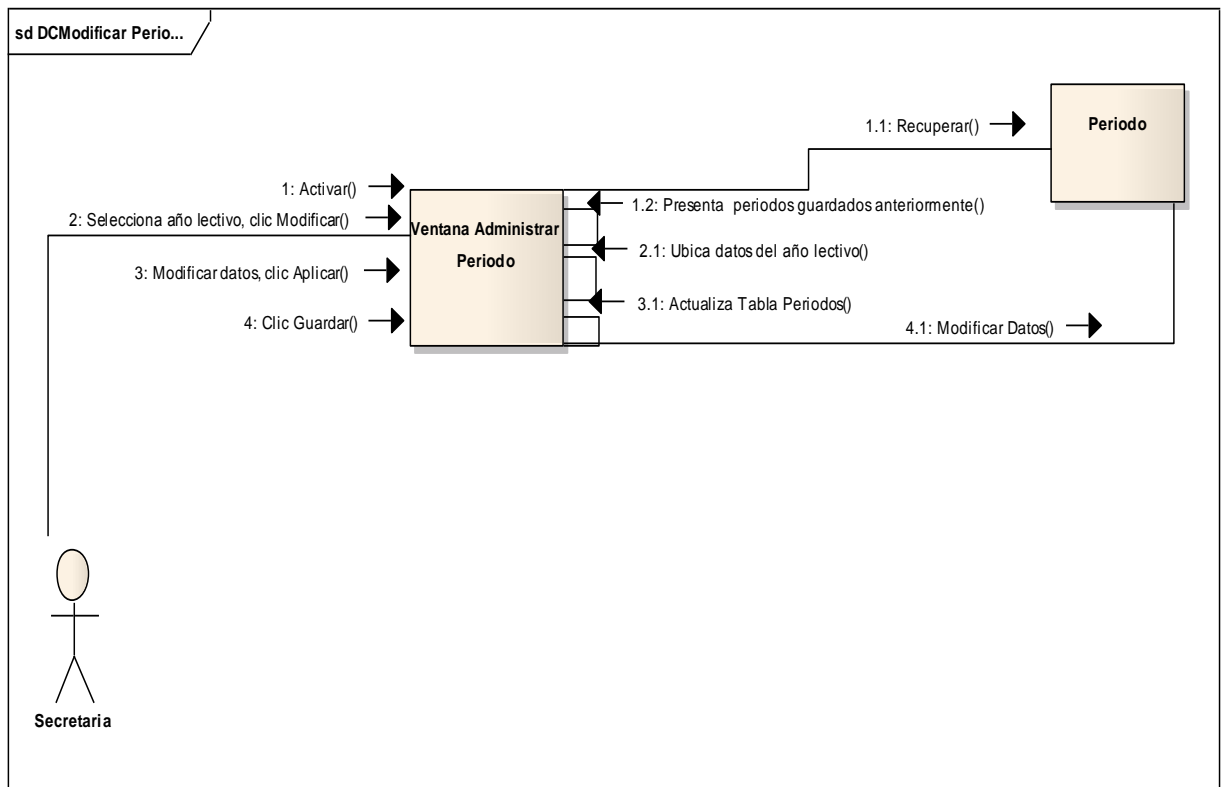 sd DCModificar Perio...
Periodo
1.1: Recuperar()
1: Activar()
1.2: Presenta periodos guardados anteriormente()
2: Selecciona año lectivo, clic Modificar()
Ventana Administrar
Periodo
2.1: Ubica datos del año lectivo()
3: Modificar datos, clic Aplicar()
3.1: Actualiza Tabla Periodos()
4: Clic Guardar()
4.1: Modificar Datos()
Secretaria